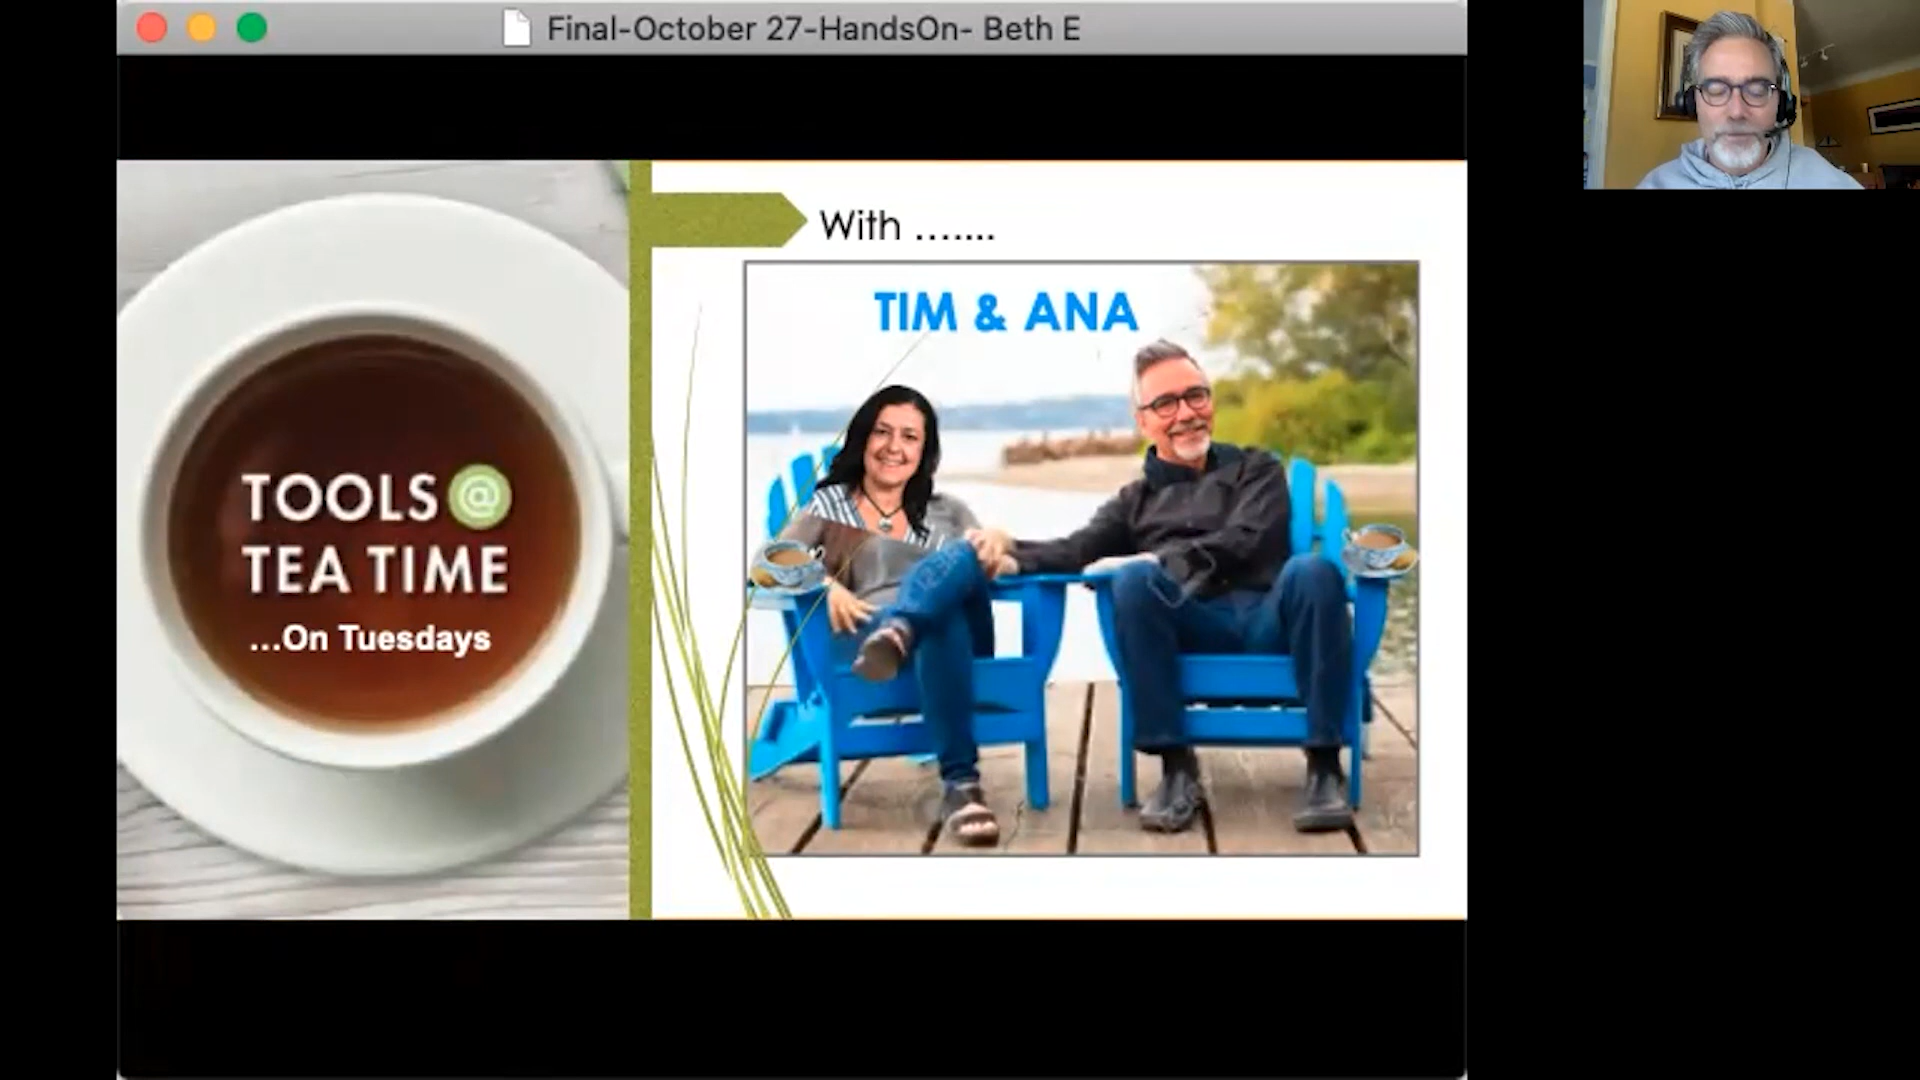 Final-October 27-HandsOn- Beth E
With …....
TIM & ANA
TOOLS @
TEA TIME
...On Tuesdays